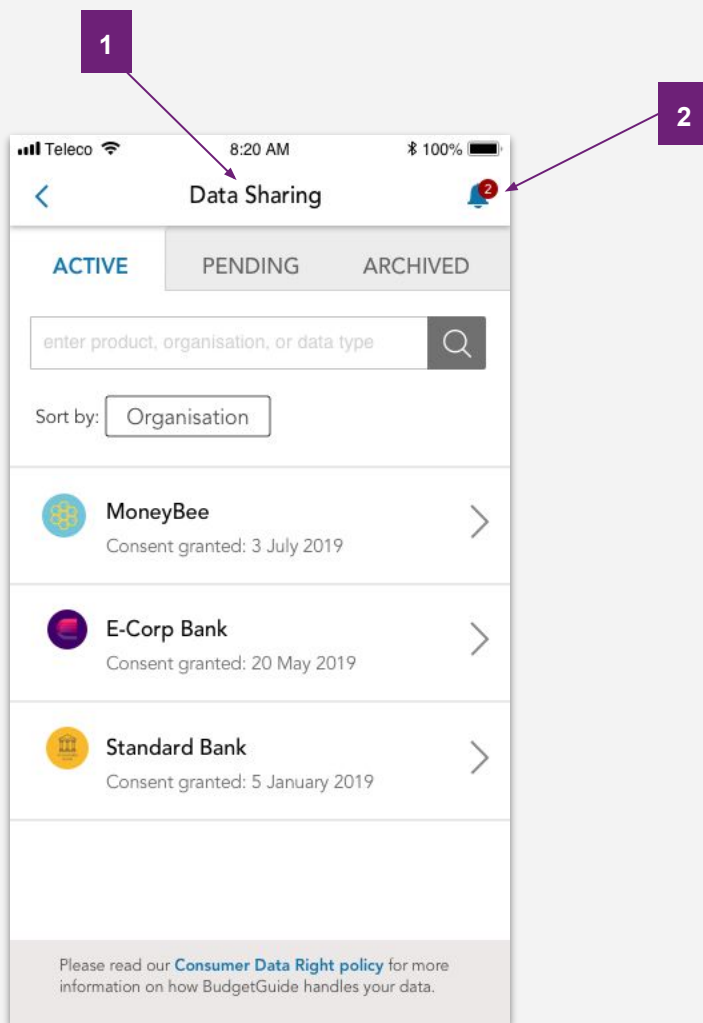 1
2
Teleco 8:20 AM 100%
Data Sharing 2
ACTIVE PENDING ARCHIVED
enter product, organisation, or data type
Sort by: Organisation
MoneyBee
Consent granted: 3 July 2019
E-Corp Bank
Consent granted: 20 May 2019
Standard Bank
Consent granted: 5 January 2019
Please read our Consumer Data Right policy for more
information on how BudgetGuide handles your data.